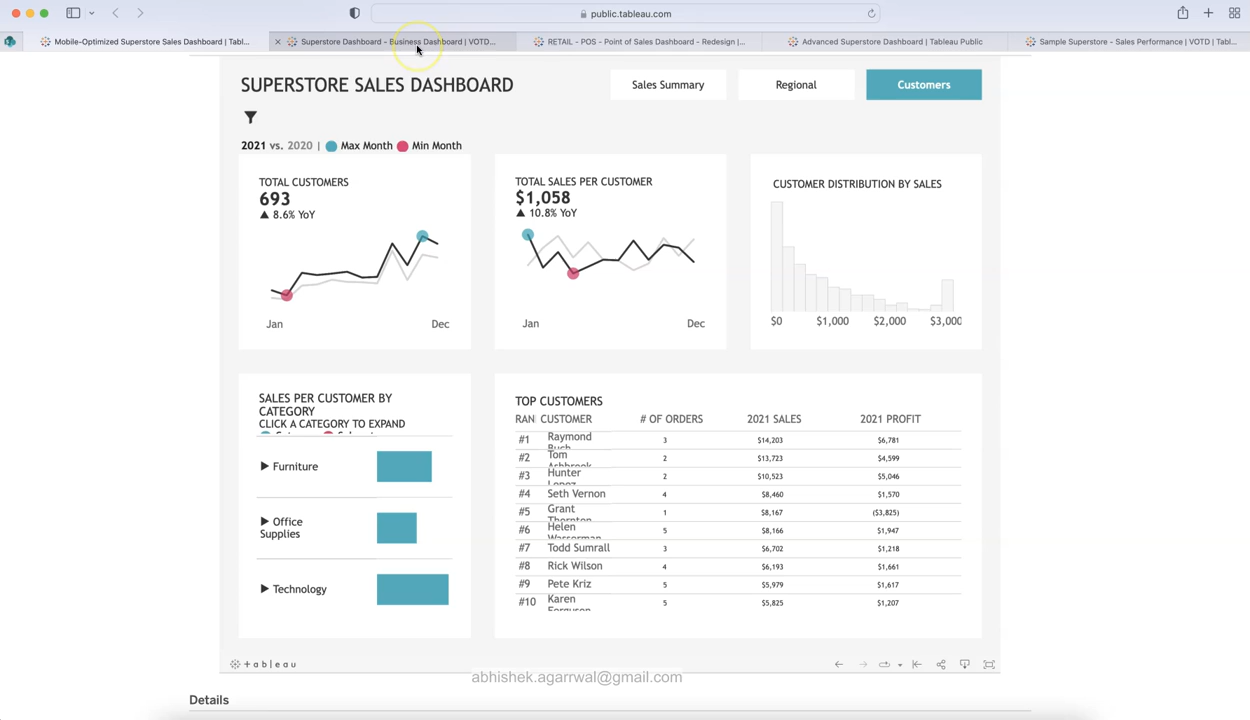 public.tableau.com
Mobile-Optimized Superstore Sales Dashboard | Tabl...
Superstore Dashboard - Business Dashboard | VOTD...
RETAIL - POS - Point of Sales Dashboard - Redesign |...
Advanced Superstore Dashboard | Tableau Public
Sample Superstore - Sales Performance | VOTD | Tabl...
SUPERSTORE SALES DASHBOARD
Sales Summary
Regional
Customers
2021 vs. 2020 | Max Month Min Month
TOTAL CUSTOMERS
693
▲ 8.6% YoY
Jan Dec
TOTAL SALES PER CUSTOMER
$1,058
▲ 10.8% YoY
Jan Dec
CUSTOMER DISTRIBUTION BY SALES
$0 $1,000 $2,000 $3,000
SALES PER CUSTOMER BY
CATEGORY
CLICK A CATEGORY TO EXPAND
Furniture
Office
Supplies
Technology
TOP CUSTOMERS
RAN CUSTOMER # OF ORDERS 2021 SALES 2021 PROFIT
#1 Raymond 3 $14,203 $6,781
#2 Tom 2 $13,723 $4,599
#3 Hunter 2 $10,523 $5,046
#4 Seth Vernon 4 $8,460 $1,570
#5 Grant 1 $8,167 ($3,825)
#6 Helen 5 $8,166 $1,947
#7 Todd Sumrall 3 $6,702 $1,218
#8 Rick Wilson 4 $6,193 $1,661
#9 Pete Kriz 5 $5,979 $1,617
#10 Karen 5 $5,825 $1,207
+ableau
abhishek.agarrwal@gmail.com
Details